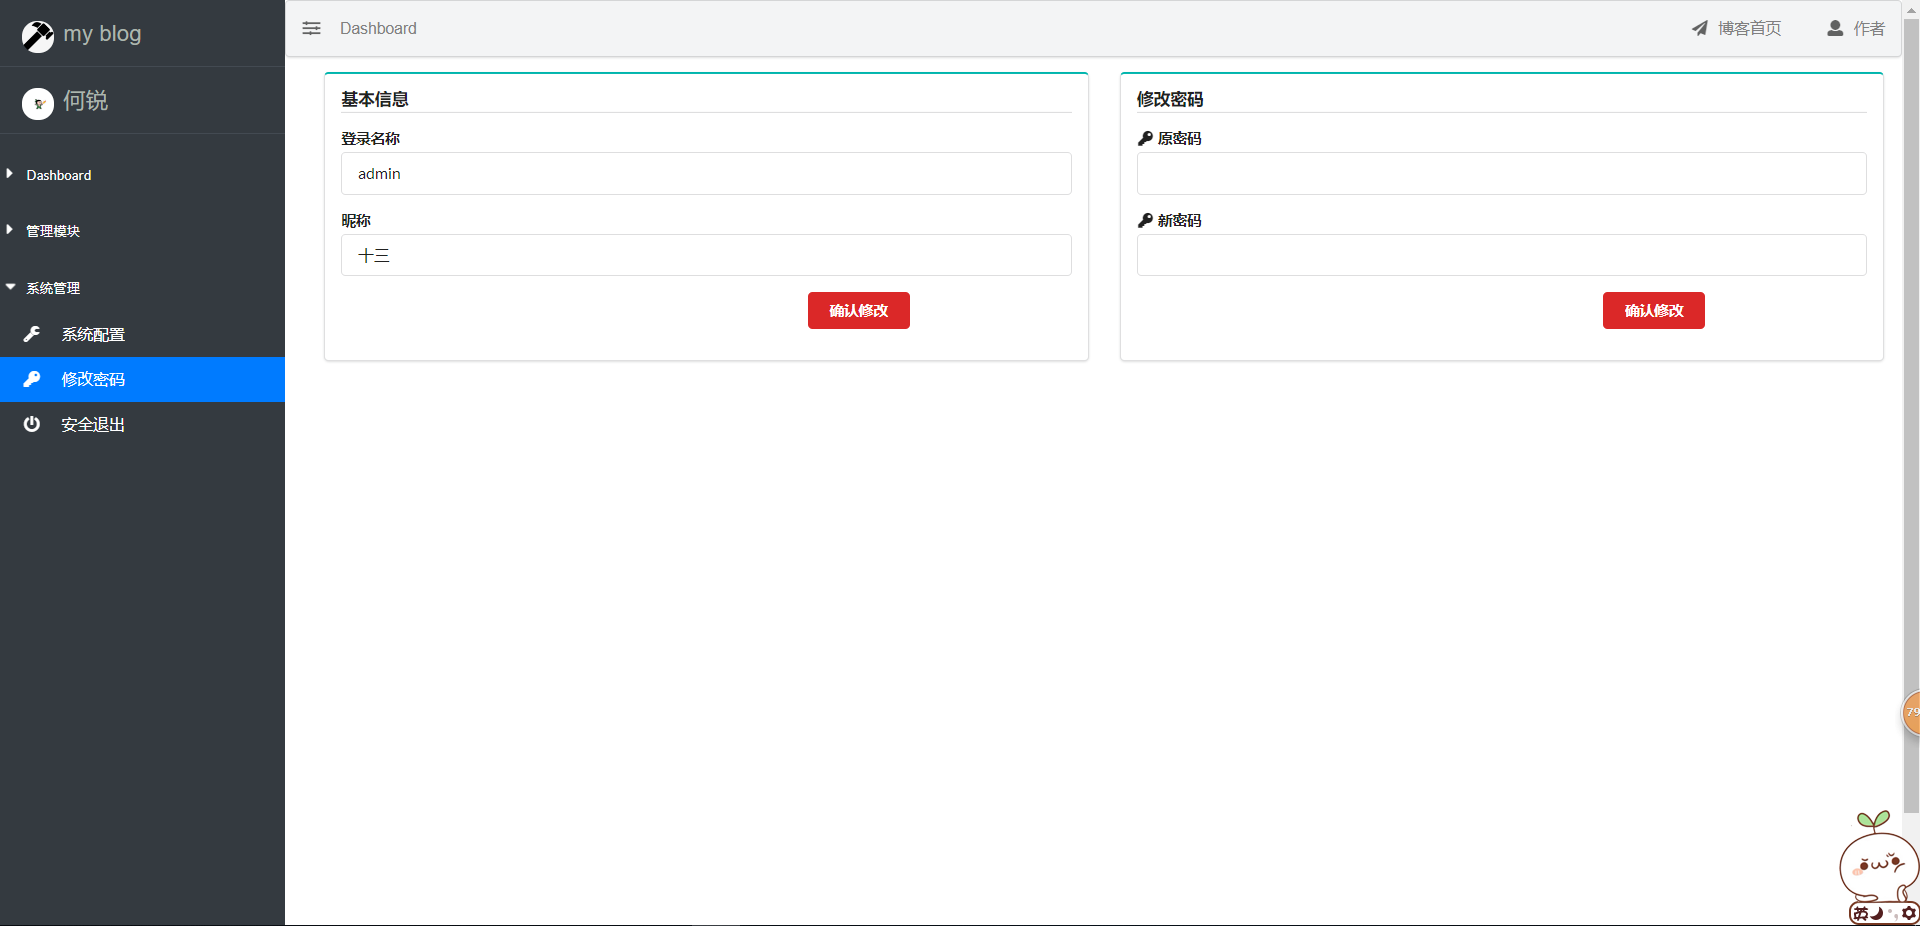 my blog
何锐
Dashboard
管理模块
系统管理
系统配置
修改密码
安全退出
Dashboard
博客首页
作者
基本信息
登录名称
admin
昵称
十三
确认修改
修改密码
原密码
新密码
确认修改
79
英